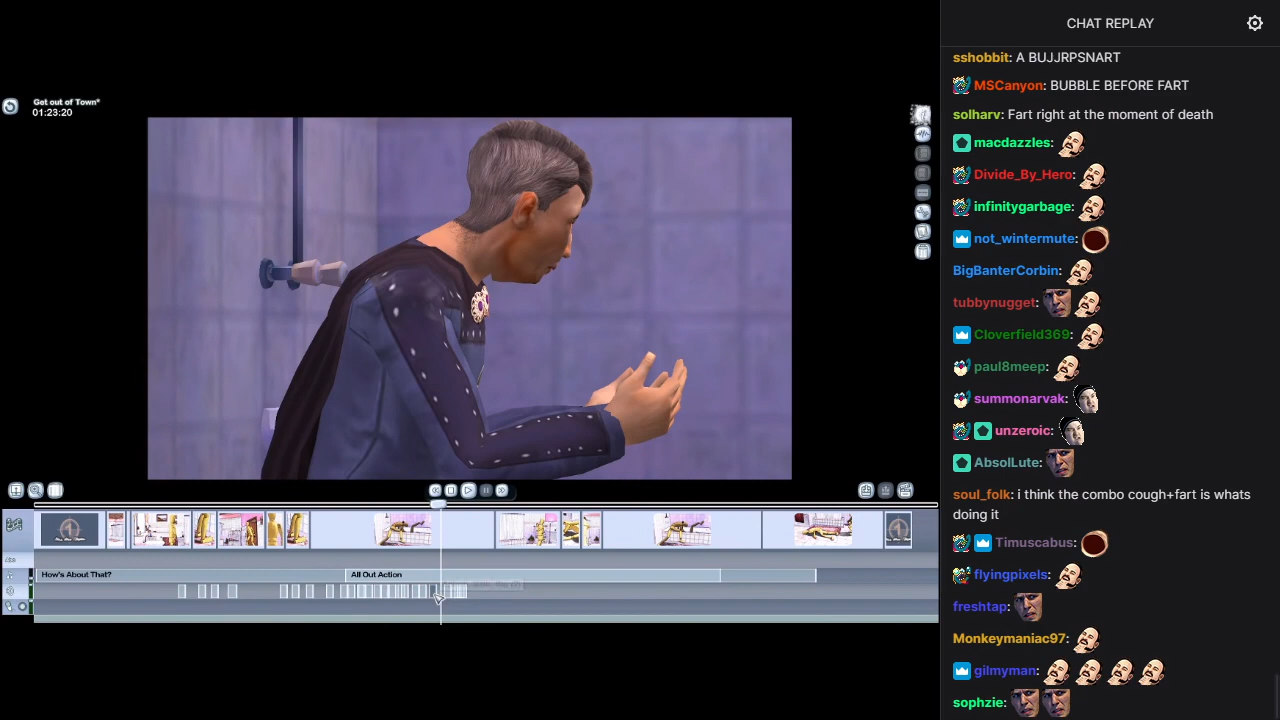 CHAT REPLAY
Get out of Town*
01:23:20
How's About That?
All Out Action
sshobbit: A BUJJRPSNART
MSCanyon: BUBBLE BEFORE FART
solharv: Fart right at the moment of death
macdazzles:
Divide_By_Hero:
infinitygarbage:
not_wintermute:
BigBanterCorbin:
tubbynugget:
Cloverfield369:
paul8meep:
summonarvak:
unzeroic:
AbsolLute:
soul_folk: i think the combo cough+fart is whats
doing it
Timuscabus:
flyingpixels:
freshtap:
Monkeymaniac97:
gilmyman:
sophzie: